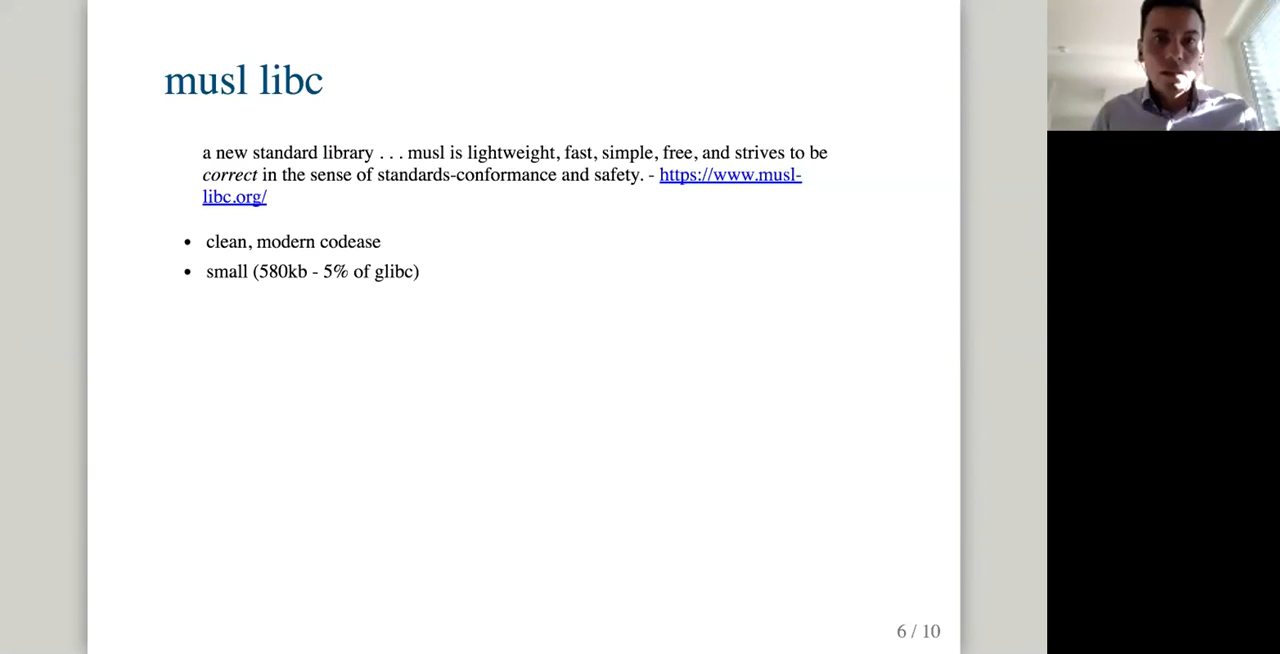 musl libc
a new standard library . . . musl is lightweight, fast, simple, free, and strives to be
correct in the sense of standards-conformance and safety. - https://www.musl-
libc.org/
• clean, modern codease
• small (580kb - 5% of glibc)
6 / 10